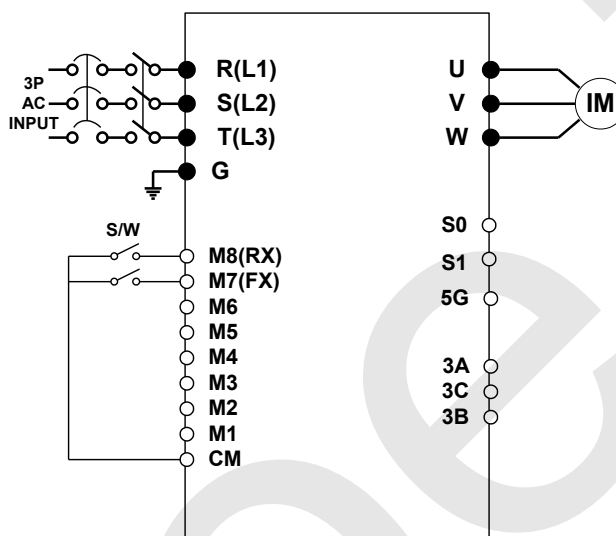 R(L1)
3P
AC
INPUT
S(L2)
T(L3)
G
U
V
W
IM
S/W
M8(RX)
M7(FX)
M6
M5
M4
M3
M2
M1
CM
S0
S1
5G
3A
3C
3B